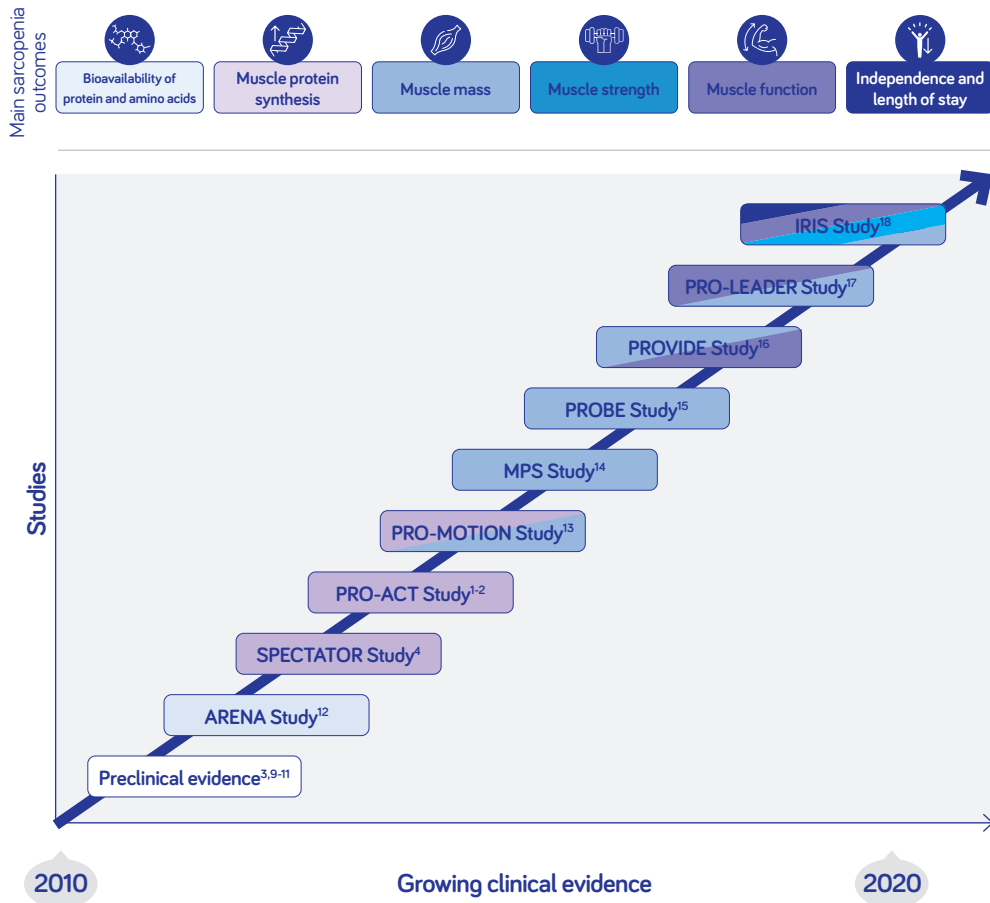 Main sarcopenia
outcomes
Bioavailability of
protein and amino acids
Muscle protein
synthesis
Muscle mass
Muscle strength
Muscle function
Independence and
length of stay
IRIS Study18
PRO-LEADER Study17
PROVIDE Study16
PROBE Study15
MPS Study14
PRO-MOTION Study13
PRO-ACT Study1-2
SPECTATOR Study4
ARENA Study12
Preclinical evidence3,9-11
Studies
2010
Growing clinical evidence
2020